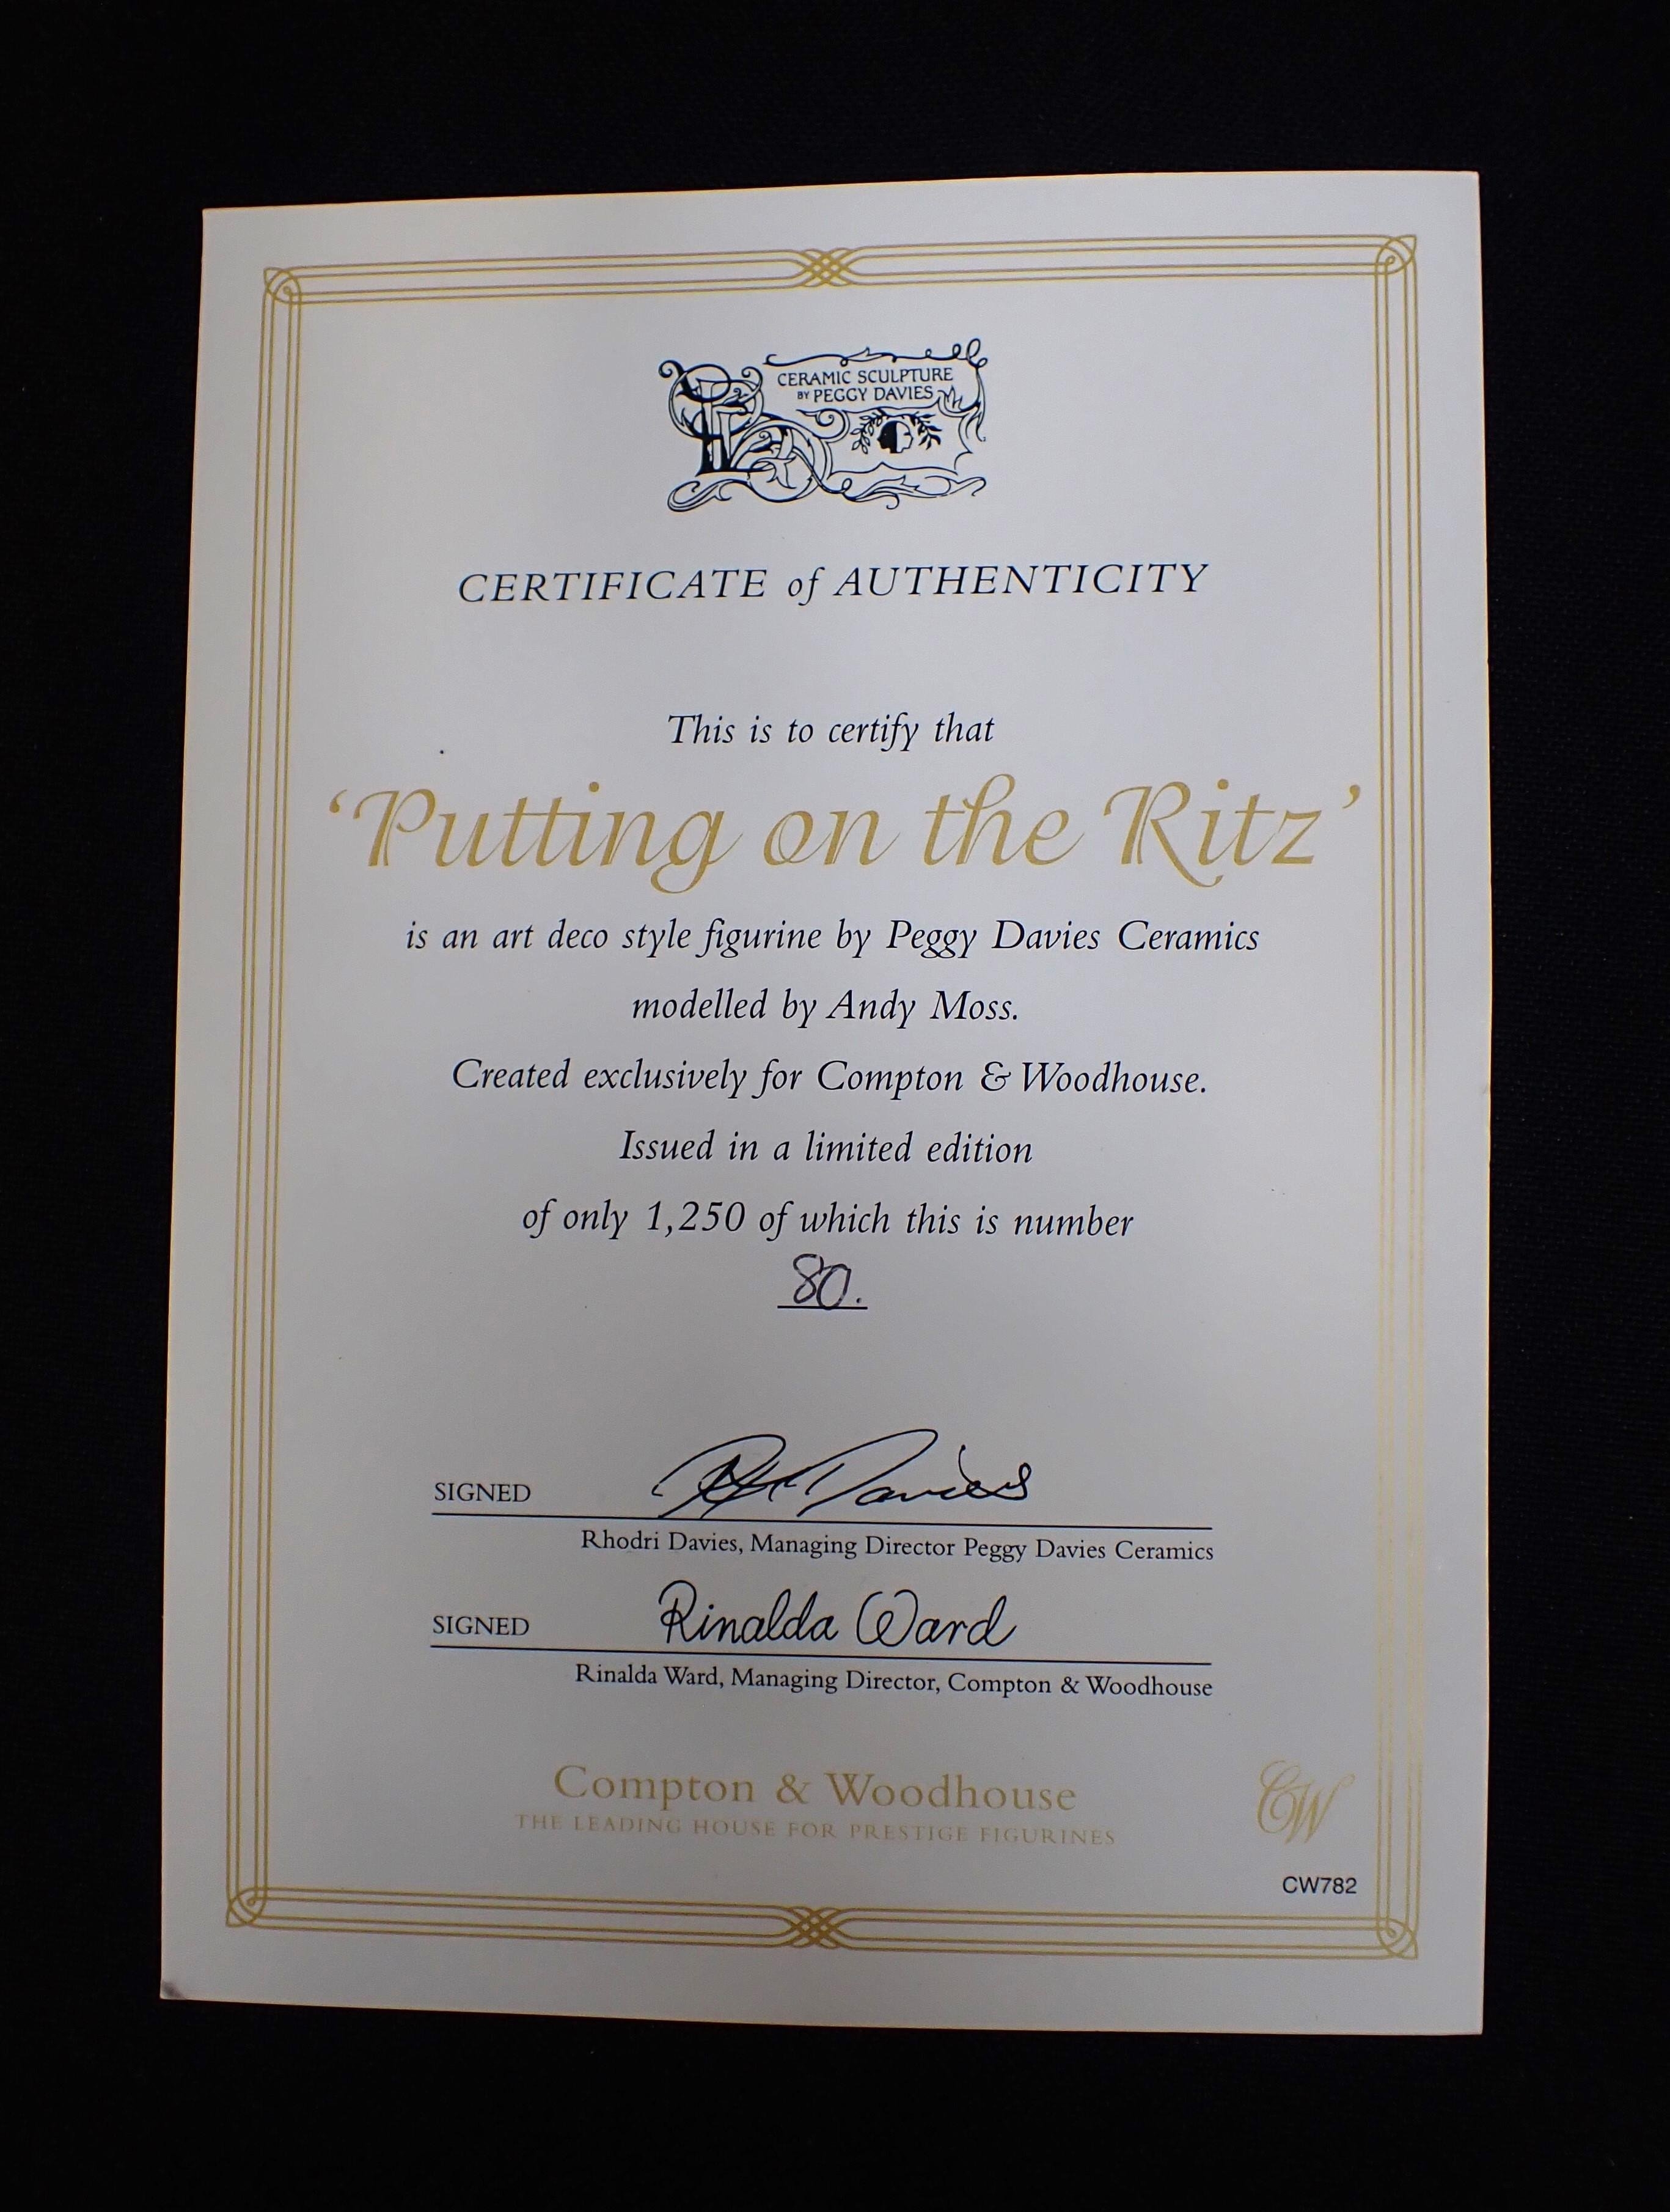 CERAMIC SCULPTURE
BY PEGGY DAVIES
CERTIFICATE of AUTHENTICITY
This is to certify that
‘Putting on the Ritz’
is an art deco style figurine by Peggy Davies Ceramics
modelled by Andy Moss.
Created exclusively for Compton & Woodhouse.
Issued in a limited edition
of only 1,250 of which this is number
80.
SIGNED Davies
Rhodri Davies, Managing Director Peggy Davies Ceramics
SIGNED Rinalda Ward
Rinalda Ward, Managing Director, Compton & Woodhouse
Compton & Woodhouse
THE LEADING HOUSE FOR PRESTIGE FIGURINES
CW
CW782